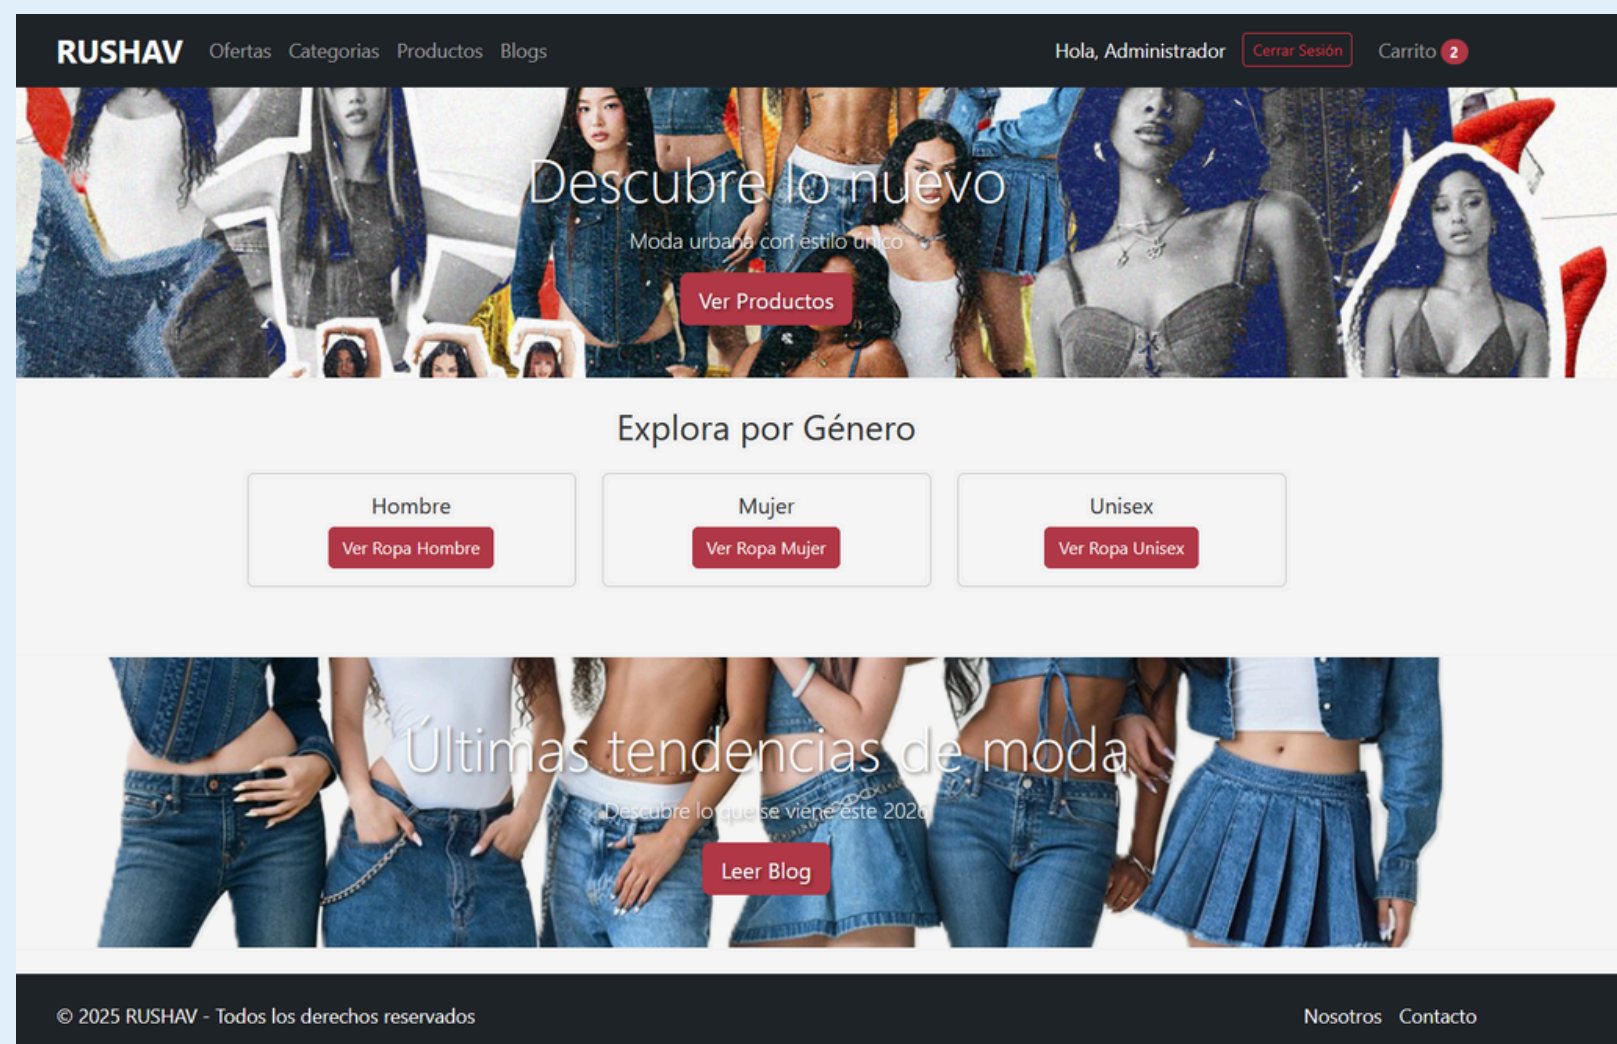 RUSHAV Ofertas Categorias Productos Blogs Hola, Administrador Cerrar Sesión Carrito 2
Descubre lo nuevo
Moda urbana con estilo único
Ver Productos
Explora por Género
Hombre Mujer Unisex
Ver Ropa Hombre Ver Ropa Mujer Ver Ropa Unisex
Últimas tendencias de moda
Descubre lo que se viene este 2026
Leer Blog
© 2025 RUSHAV - Todos los derechos reservados Nosotros Contacto